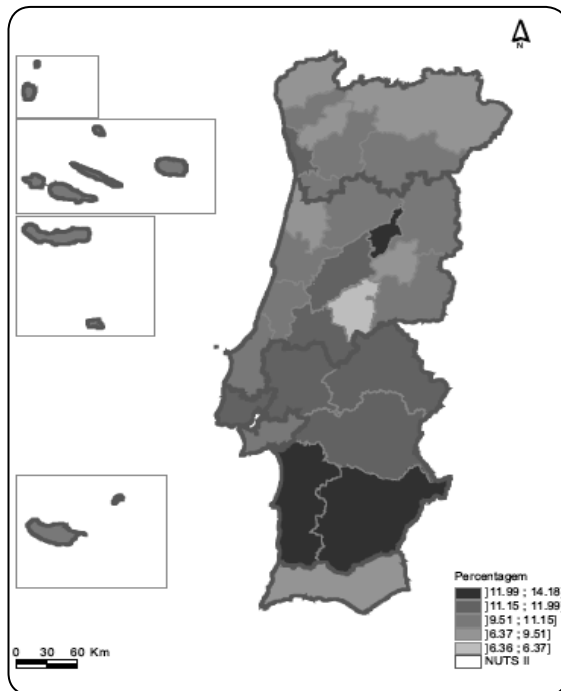 N
Percentagem
]11.99 ; 14.18]
]11.15 ; 11.99]
]9.51 ; 11.15]
]6.37 ; 9.51]
]6.36 ; 6.37]
NUTS II
0 30 60 Km